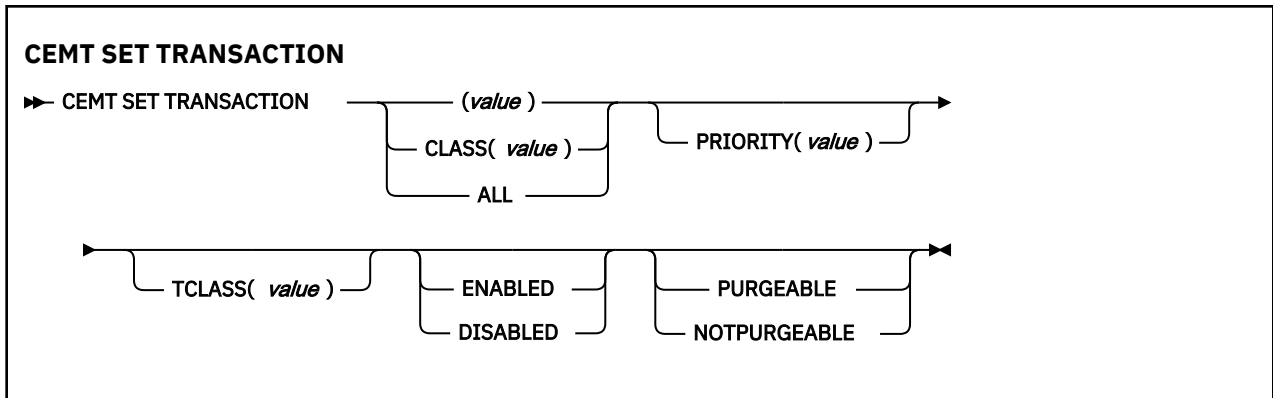 CEMT SET TRANSACTION
CEMT SET TRANSACTION
(value )
CLASS( value )
ALL
PRIORITY( value )
TCLASS( value )
ENABLED
DISABLED
PURGEABLE
NOTPURGEABLE